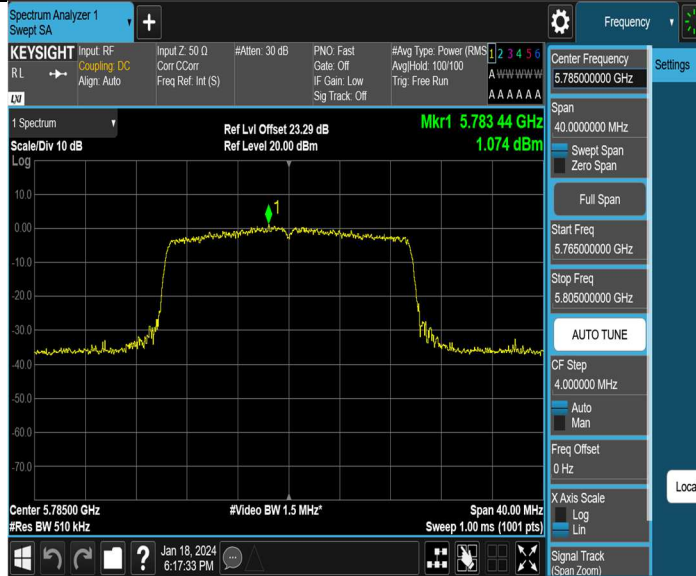 Spectrum Analyzer 1
Swept SA
+
Frequency
KEYSIGHT
RL
LXI
Input: RF
Coupling: DC
Align: Auto
Input Z: 50 Ω
Corr CCorr
Freq Ref: Int (S)
#Atten: 30 dB
PNO: Fast
Gate: Off
IF Gain: Low
Sig Track: Off
#Avg Type: Power (RMS
Avg|Hold: 100/100
Trig: Free Run
1 2 3 4 5 6
A W W W W W
A A A A A A
1 Spectrum
Scale/Div 10 dB
Log
Ref Lvl Offset 23.29 dB
Ref Level 20.00 dBm
Mkr1 5.783 44 GHz
1.074 dBm
10.0
1
0.00
-10.0
-20.0
-30.0
-40.0
-50.0
-60.0
-70.0
Center 5.78500 GHz
#Res BW 510 kHz
#Video BW 1.5 MHz*
Span 40.00 MHz
Sweep 1.00 ms (1001 pts)
?
Jan 18, 2024
6:17:33 PM
Center Frequency
5.785000000 GHz
Span
40.0000000 MHz
Swept Span
Zero Span
Full Span
Start Freq
5.765000000 GHz
Stop Freq
5.805000000 GHz
AUTO TUNE
CF Step
4.000000 MHz
Auto
Man
Freq Offset
0 Hz
X Axis Scale
Log
Lin
Signal Track
(Span Zoom)
Settings
Loca